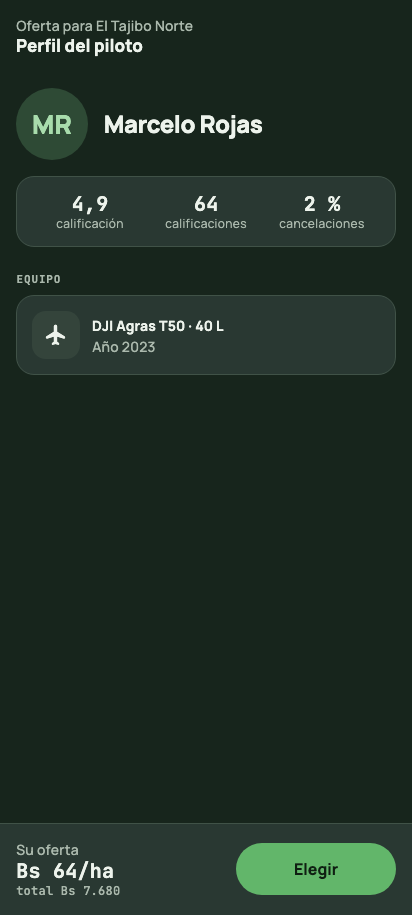 Oferta para El Tajibo Norte
Perfil del piloto
MR
Marcelo Rojas
4,9
calificación
64
calificaciones
2 %
cancelaciones
EQUIPO
DJI Agras T50 · 40 L
Año 2023
Su oferta
Bs 64/ha
total Bs 7.680
Elegir